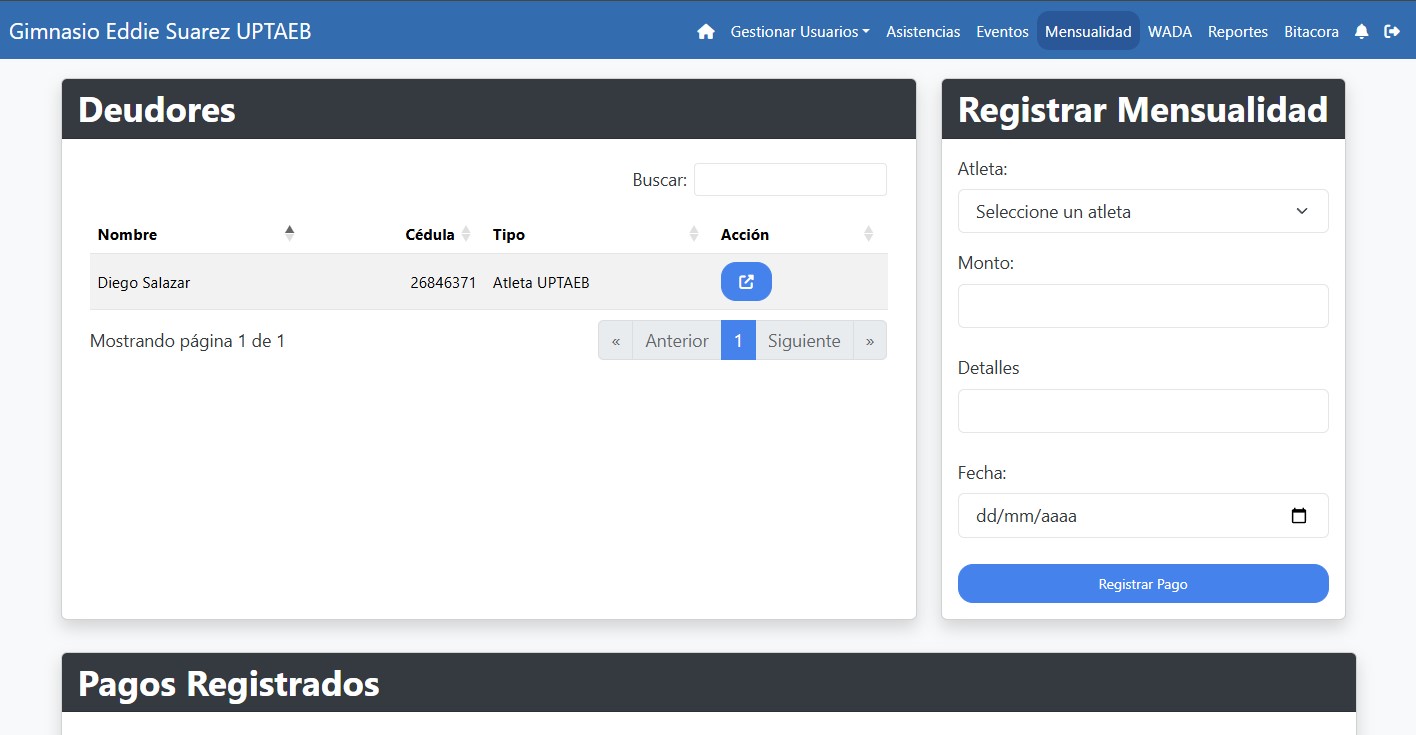 Gimnasio Eddie Suarez UPTAEB
Gestionar Usuarios Asistencias Eventos Mensualidad WADA Reportes Bitacora
Deudores
Buscar:
Nombre Cédula Tipo Acción
Diego Salazar 26846371 Atleta UPTAEB
Mostrando página 1 de 1
« Anterior 1 Siguiente »
Registrar Mensualidad
Atleta:
Seleccione un atleta
Monto:
Detalles
Fecha:
dd/mm/aaaa
Registrar Pago
Pagos Registrados